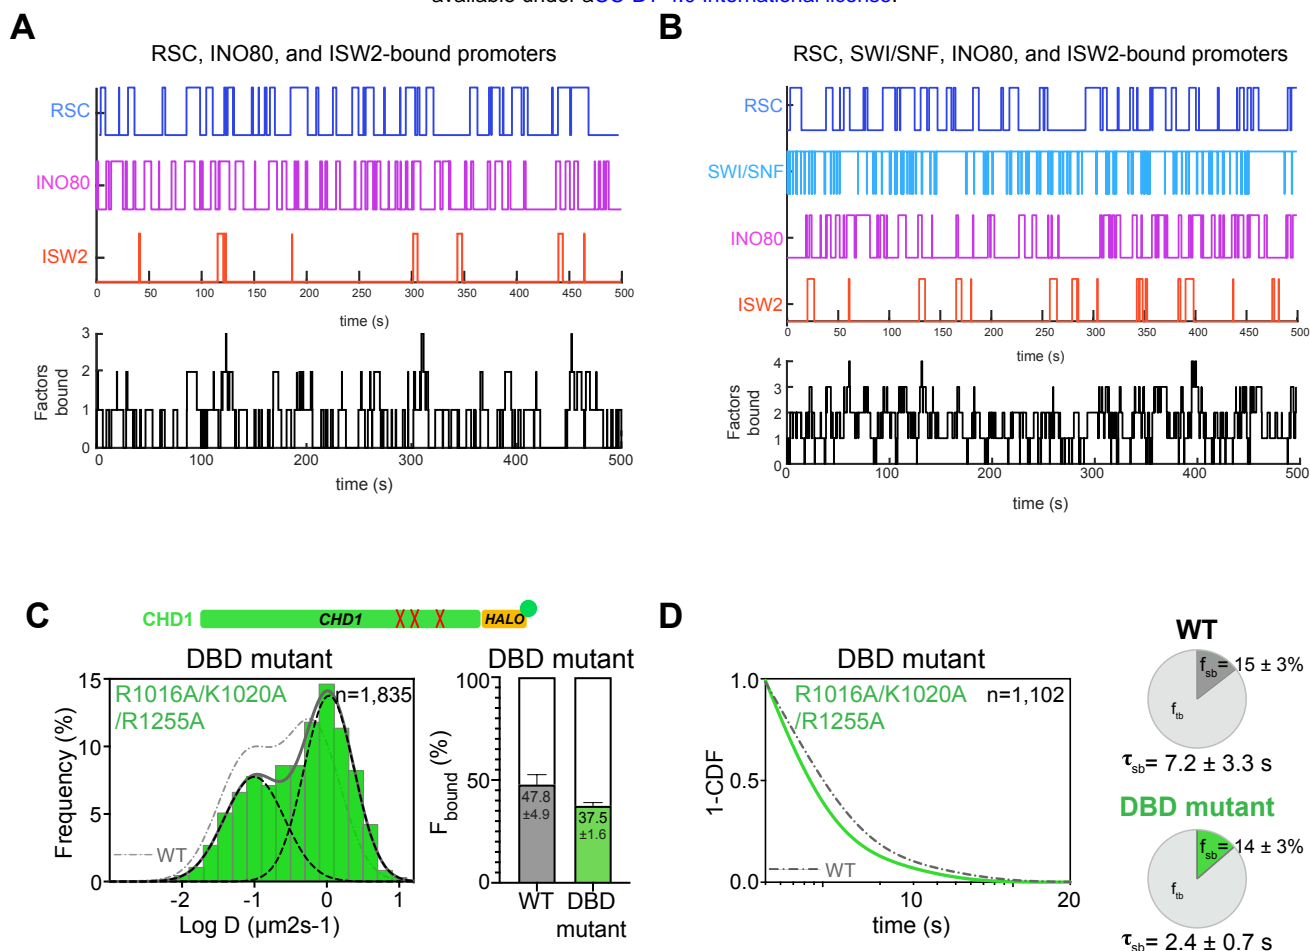 A
B
RSC, INO80, and ISW2-bound promoters
RSC
INO80
ISW2
0 50 100 150 200 250 300 350 400 450 500
time (s)
Factors
bound
3
2
1
0
0 100 200 300 400 500
time (s)
RSC, SWI/SNF, INO80, and ISW2-bound promoters
RSC
SWI/SNF
INO80
ISW2
0 50 100 150 200 250 300 350 400 450 500
time (s)
Factors
bound
4
3
2
1
0
0 100 200 300 400 500
time (s)
C
CHD1
CHD1
HALO
DBD mutant
R1016A/K1020A
/R1255A
n=1,835
Frequency (%)
15
10
5
0
WT
-2 -1 0 1
Log D (μm2s-1)
DBD mutant
Fbound (%)
100
50
0
47.8
±4.9
37.5
±1.6
WT
DBD
mutant
D
DBD mutant
R1016A/K1020A
/R1255A
n=1,102
1-CDF
1.0
0.5
0.0
WT
10 20
time (s)
WT
fsb= 15 ± 3%
ftb
τsb= 7.2 ± 3.3 s
DBD mutant
fsb= 14 ± 3%
ftb
τsb= 2.4 ± 0.7 s